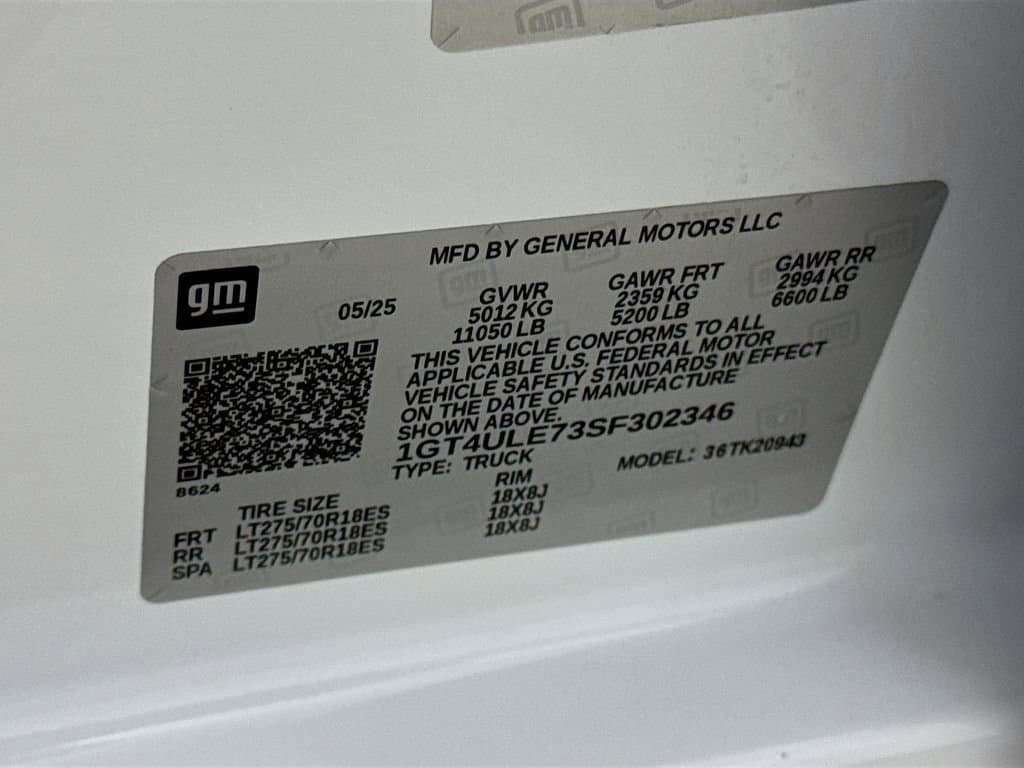 gm
MFD BY GENERAL MOTORS LLC
05/25
GVWR
5012 KG
11050 LB
GAWR FRT
2359 KG
5200 LB
GAWR RR
2994 KG
6600 LB
THIS VEHICLE CONFORMS TO ALL
APPLICABLE U.S. FEDERAL MOTOR
VEHICLE SAFETY STANDARDS IN EFFECT
ON THE DATE OF MANUFACTURE
SHOWN ABOVE.
1GT4ULE73SF302346
TYPE: TRUCK
MODEL: 36TK20943
8624
TIRE SIZE
RIM
FRT LT275/70R18ES 18X8J
RR LT275/70R18ES 18X8J
SPA LT275/70R18ES 18X8J